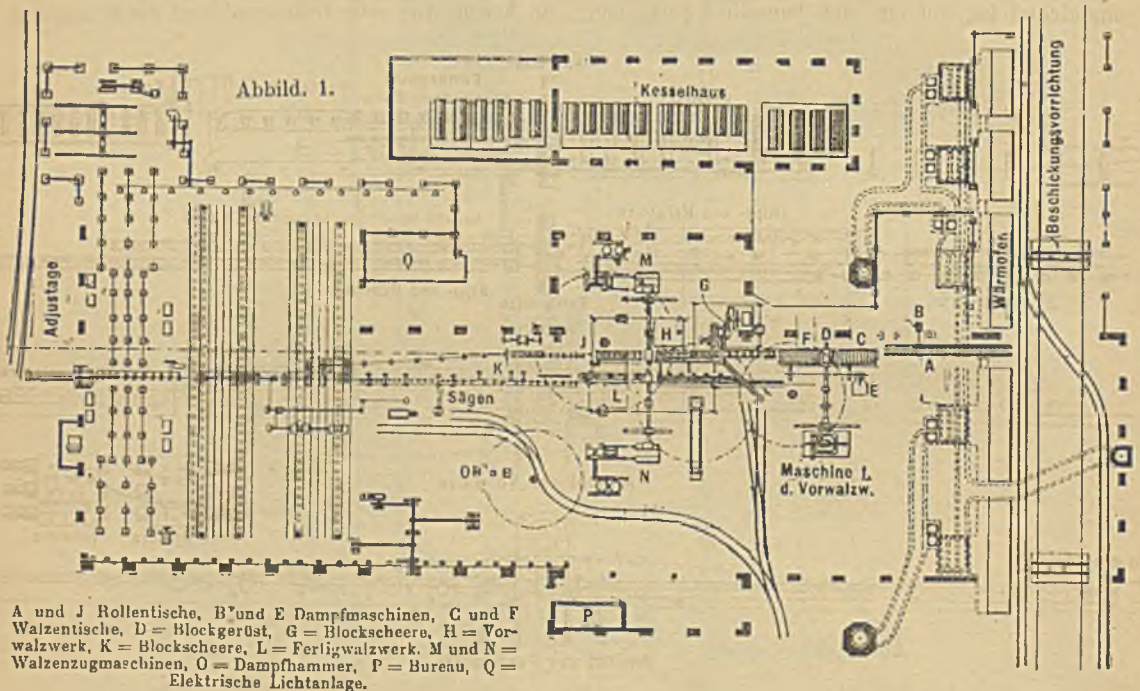 Abbild. 1.
Kesselhaus
Beschickungsvorrichtung
Wärmofen
Adjustage
Q
M
G
H
J
K
L
F
D
C
B
A
E
Sägen
N
Maschine f.
d. Vorwalzw.
P
A und J Rollentische, B und E Dampfmaschinen, C und F
Walzentische, D = Blockgerüst, G = Blockscheere, H = Vor-
walzwerk, K = Blockscheere, L = Fertigwalzwerk. M und N =
Walzenzugmaschinen, O = Dampfhammer, P = Bureau, Q =
Elektrische Lichtanlage.